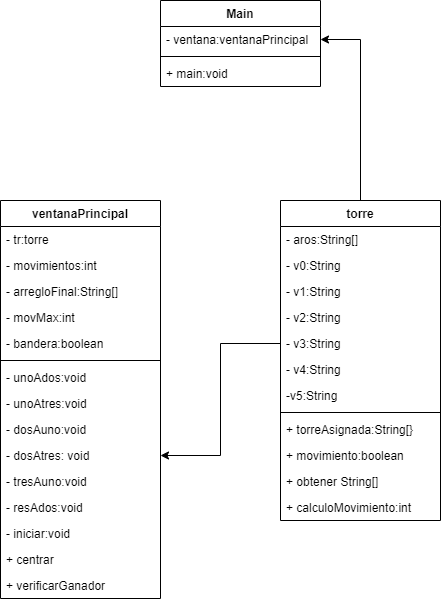 Main
- ventana:ventanaPrincipal
+ main:void
ventanaPrincipal
- tr:torre
- movimientos:int
- arregloFinal:String[]
- movMax:int
- bandera:boolean
- unoAdos:void
- unoAtres:void
- dosAuno:void
- dosAtres: void
- tresAuno:void
- resAdos:void
- iniciar:void
+ centrar
+ verificarGanador
torre
- aros:String[]
- v0:String
- v1:String
- v2:String
- v3:String
- v4:String
-v5:String
+ torreAsignada:String[}
+ movimiento:boolean
+ obtener String[]
+ calculoMovimiento:int